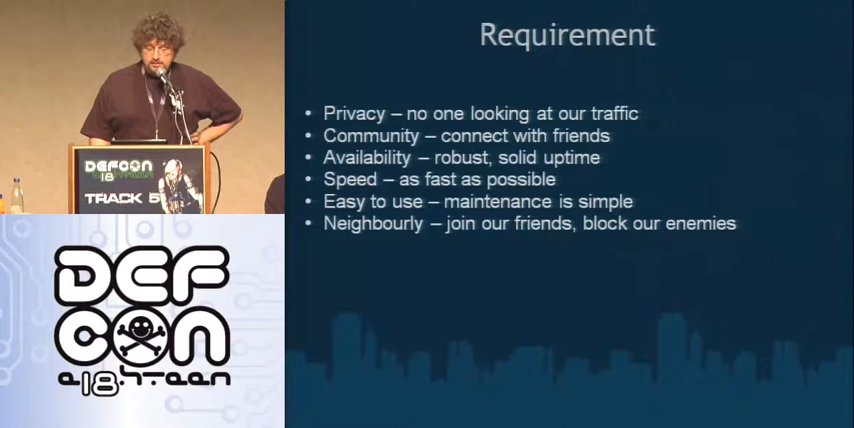 Requirement
• Privacy – no one looking at our traffic
• Community – connect with friends
• Availability – robust, solid uptime
• Speed – as fast as possible
• Easy to use – maintenance is simple
• Neighbourly – join our friends, block our enemies
DEFCON
18
TRACK 5
DEF
CON
e18hteen